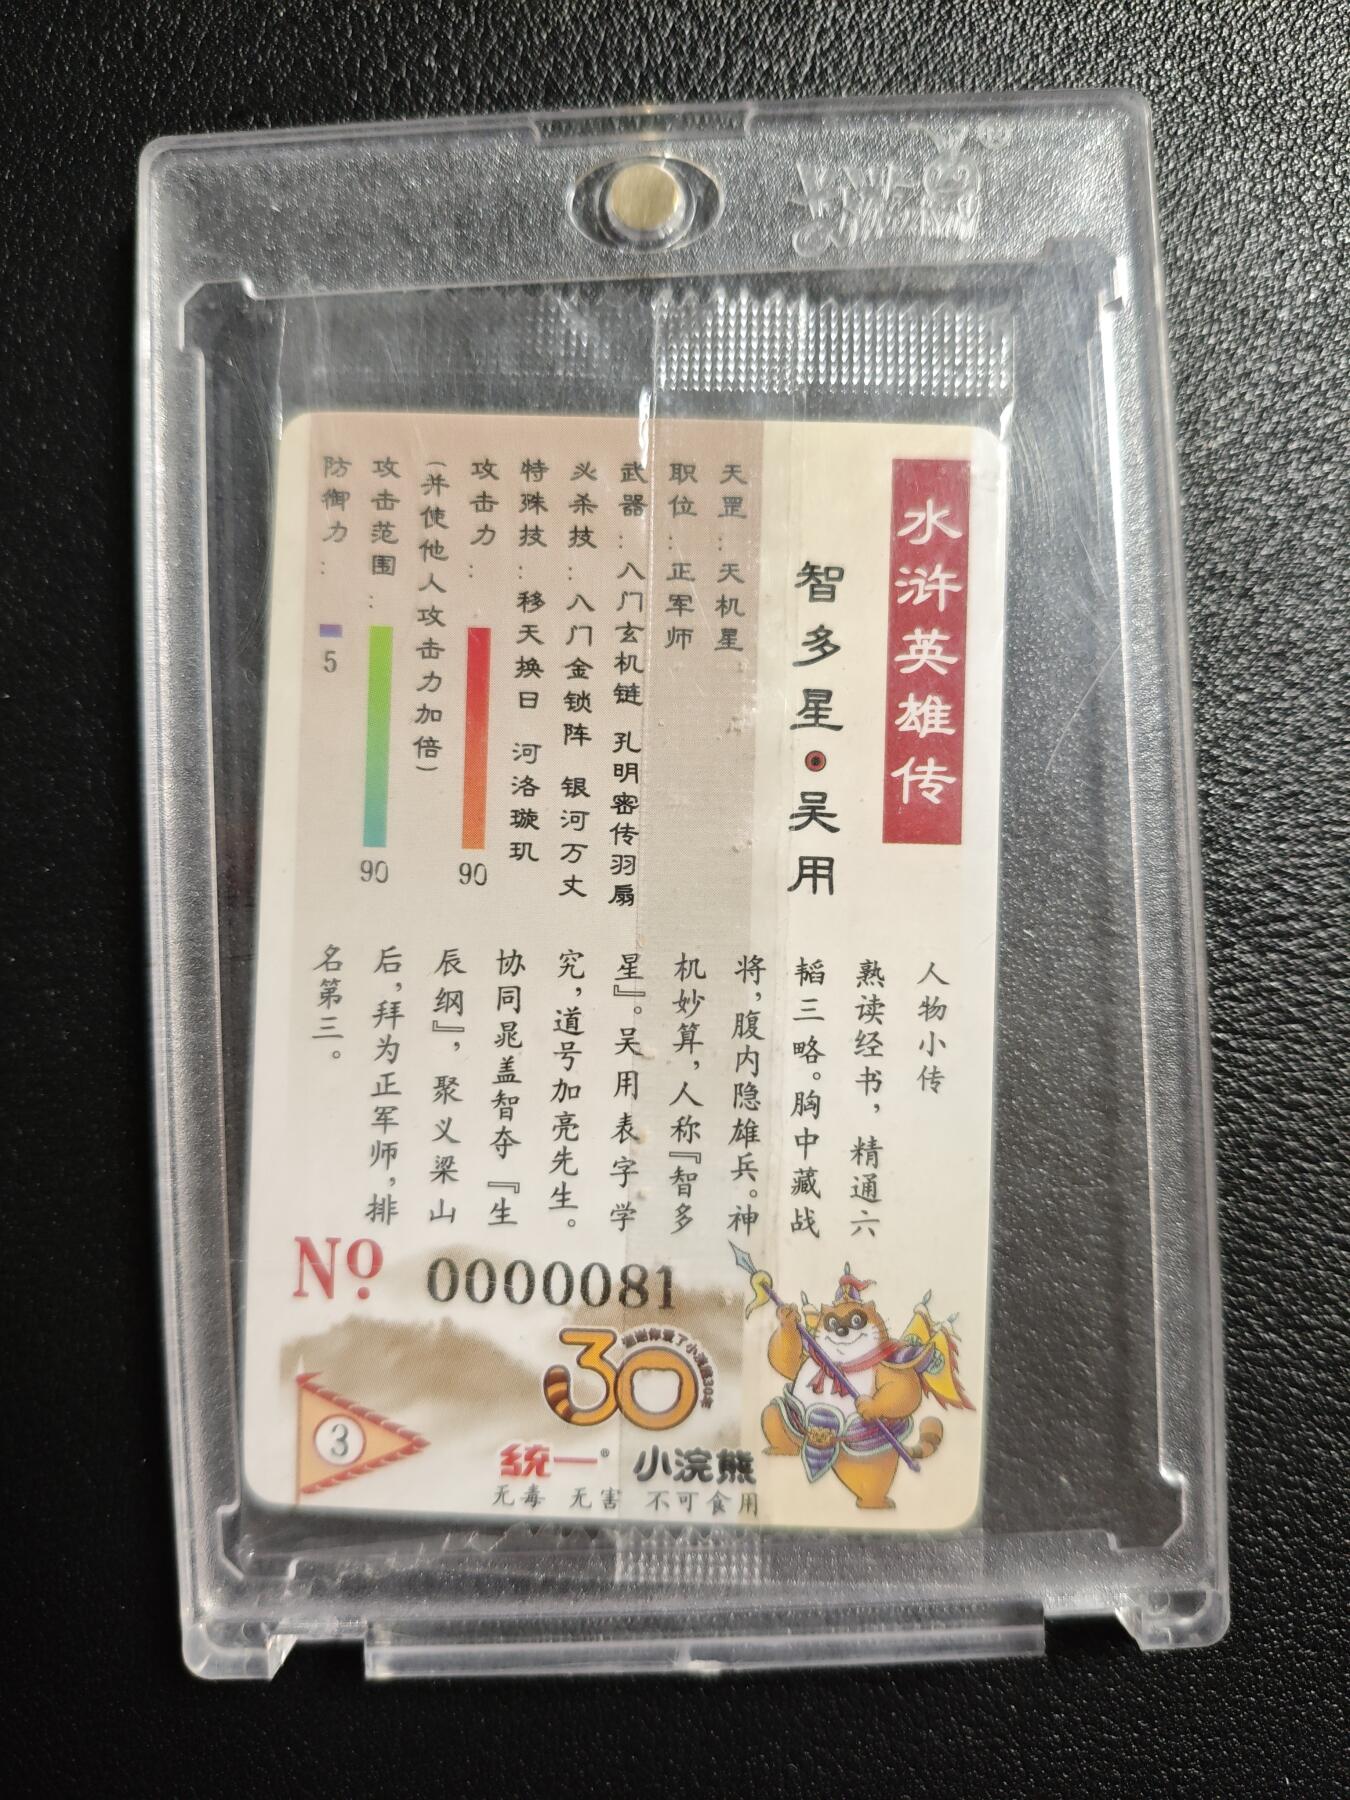 水浒英雄传
智多星·吴用
天罡：天机星
职位：正军师
武器：八门玄机链 孔明密传羽扇
必杀技：八门金锁阵 银河万丈
特殊技：移天换日 河洛璇玑
攻击力： 90
（并使他人攻击力加倍）
攻击范围： 90
防御力： 5
人物小传
熟读经书，精通六
韬三略。胸中藏战
将，腹内隐雄兵。神
机妙算，人称『智多
星』。吴用表字学
究，道号加亮先生。
协同晁盖智夺『生
辰纲』，聚义梁山
后，拜为正军师，排
名第三。
No 0000081
30
3
統一® 小浣熊
无毒 无害 不可食用